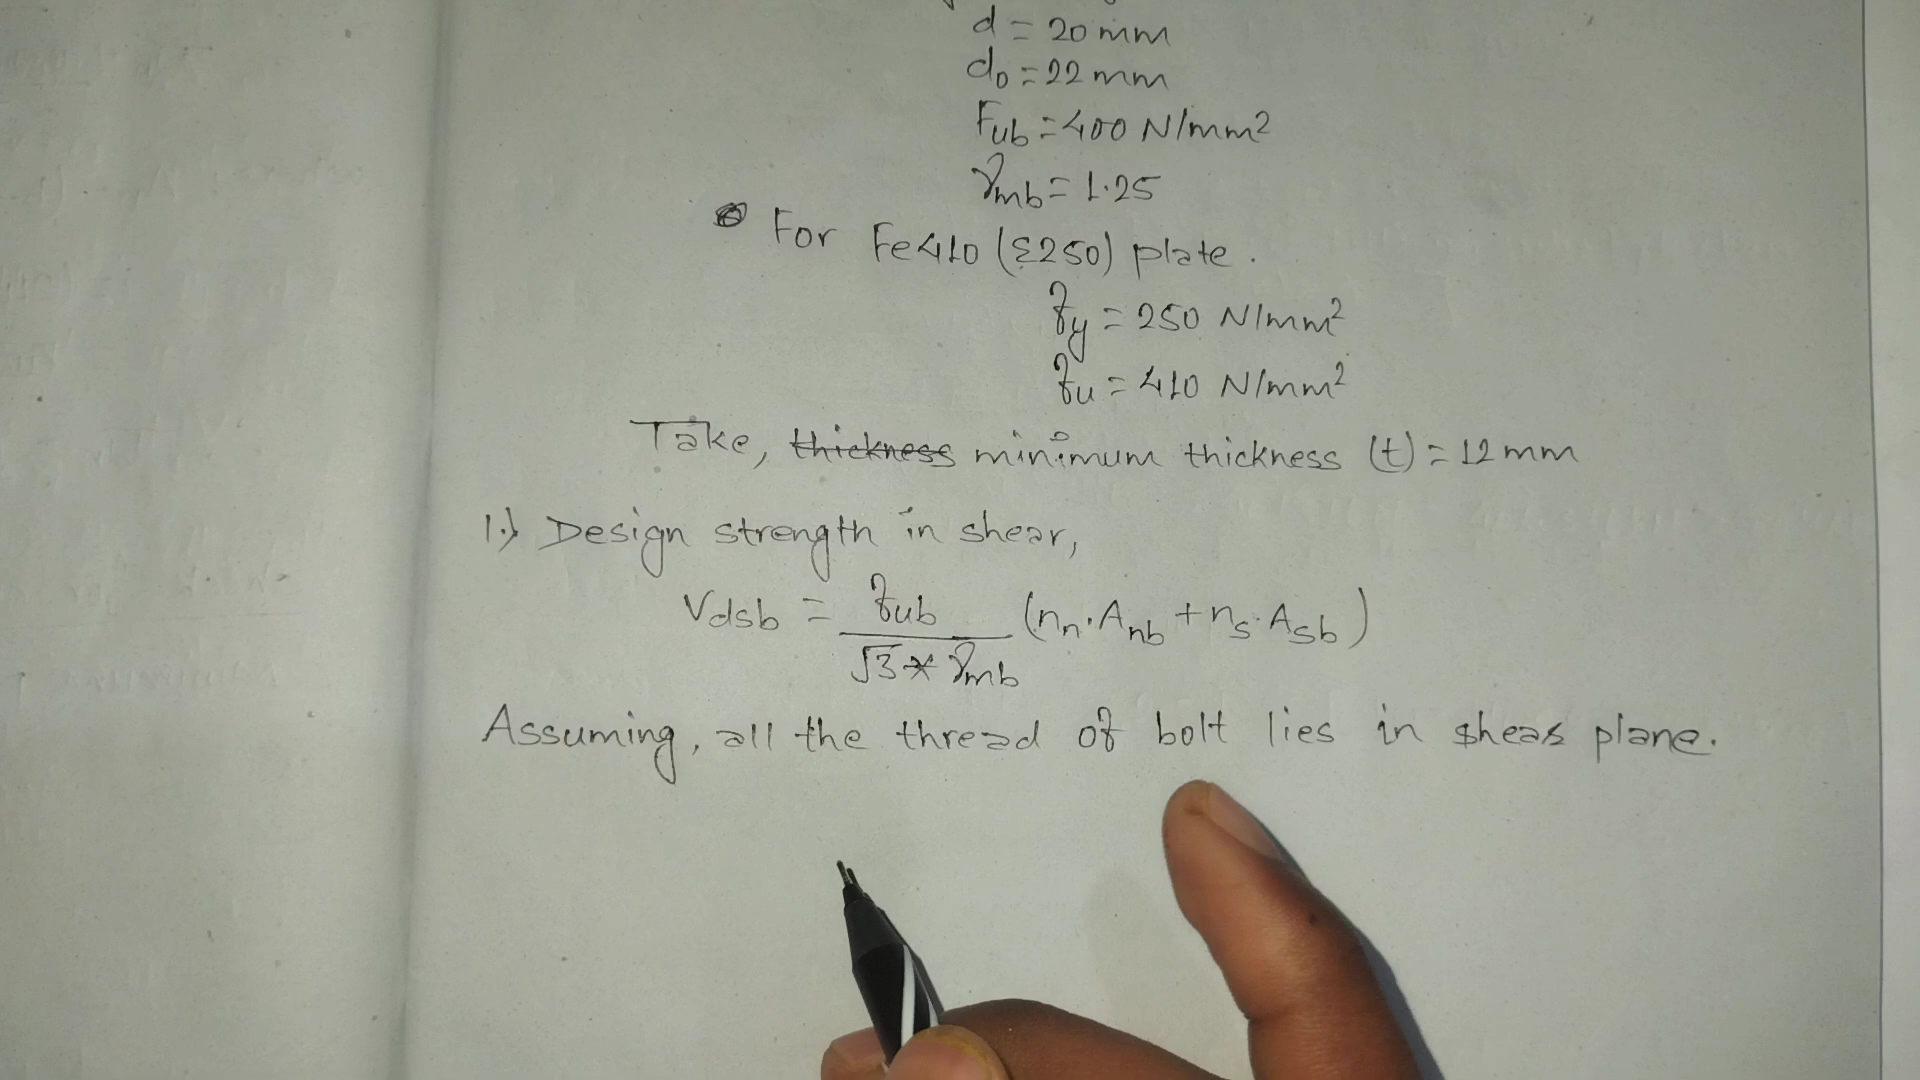 d = 20 mm
do = 22 mm
Fub = 400 N/mm²
γmb = 1.25
For Fe410 (E250) plate.
fy = 250 N/mm²
fu = 410 N/mm²
Take, thickness minimum thickness (t) = 12 mm
1.) Design strength in shear,
Vdsb = fub / √3 * γmb (nn. Anb + ns. Asb)
Assuming, all the thread of bolt lies in shear plane.